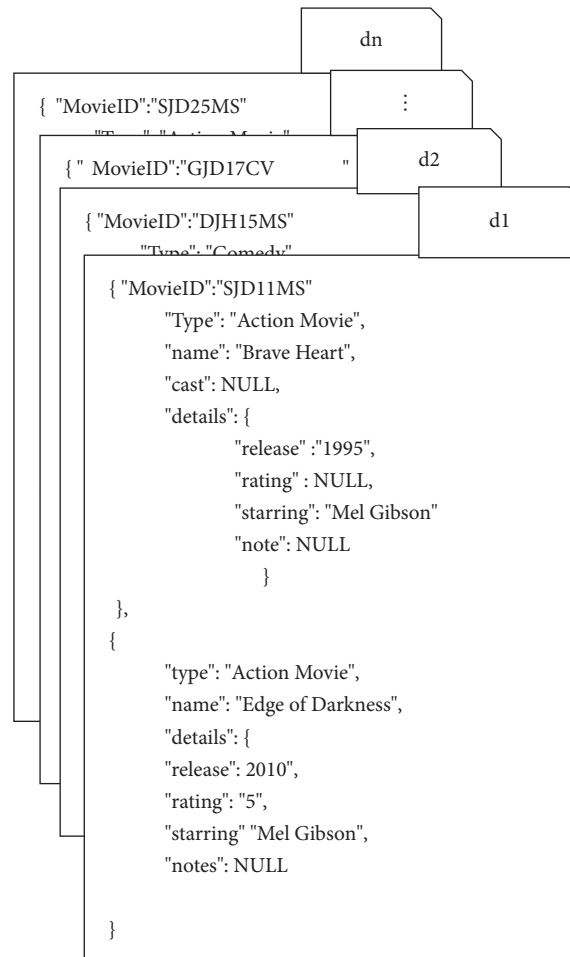 dn
{ "MovieID":"SJD25MS"
⋮
{ " MovieID":"GJD17CV "
d2
{ "MovieID":"DJH15MS"
d1
"Type": "Comedy"
{ "MovieID":"SJD11MS"
"Type": "Action Movie",
"name": "Brave Heart",
"cast": NULL,
"details": {
"release" :"1995",
"rating" : NULL,
"starring": "Mel Gibson"
"note": NULL
}
},
{
"type": "Action Movie",
"name": "Edge of Darkness",
"details": {
"release": 2010",
"rating": "5",
"starring" "Mel Gibson",
"notes": NULL
}